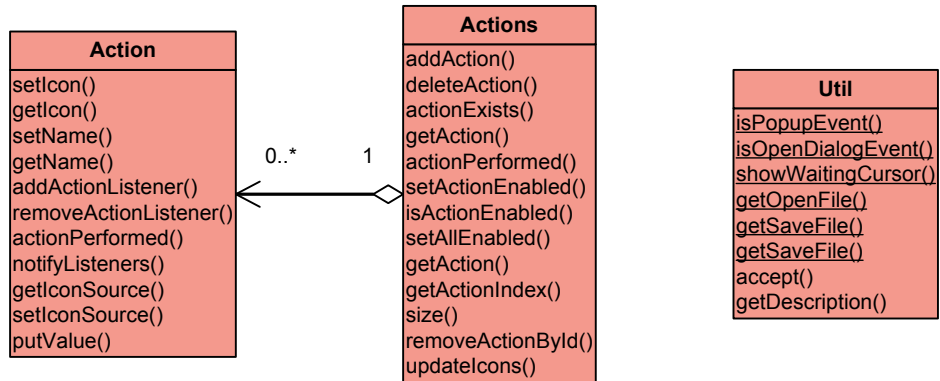 Action
setIcon()
getIcon()
setName()
getName()
addActionListener()
removeActionListener()
actionPerformed()
notifyListeners()
getIconSource()
setIconSource()
putValue()
0..*
1
Actions
addAction()
deleteAction()
actionExists()
getAction()
actionPerformed()
setActionEnabled()
isActionEnabled()
setAllEnabled()
getAction()
getActionIndex()
size()
removeActionById()
updateIcons()
Util
isPopupEvent()
isOpenDialogEvent()
showWaitingCursor()
getOpenFile()
getSaveFile()
getSaveFile()
accept()
getDescription()